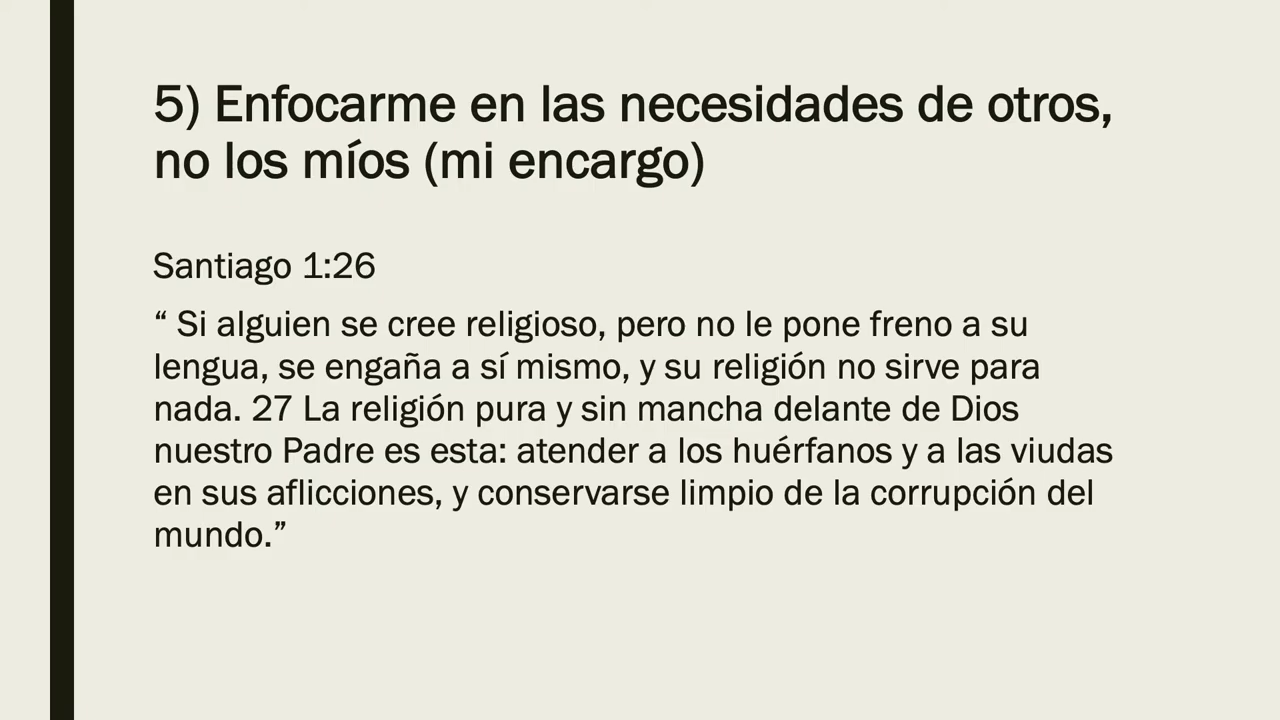 5) Enfocarme en las necesidades de otros,
no los míos (mi encargo)
Santiago 1:26
“ Si alguien se cree religioso, pero no le pone freno a su
lengua, se engaña a sí mismo, y su religión no sirve para
nada. 27 La religión pura y sin mancha delante de Dios
nuestro Padre es esta: atender a los huérfanos y a las viudas
en sus aflicciones, y conservarse limpio de la corrupción del
mundo.”